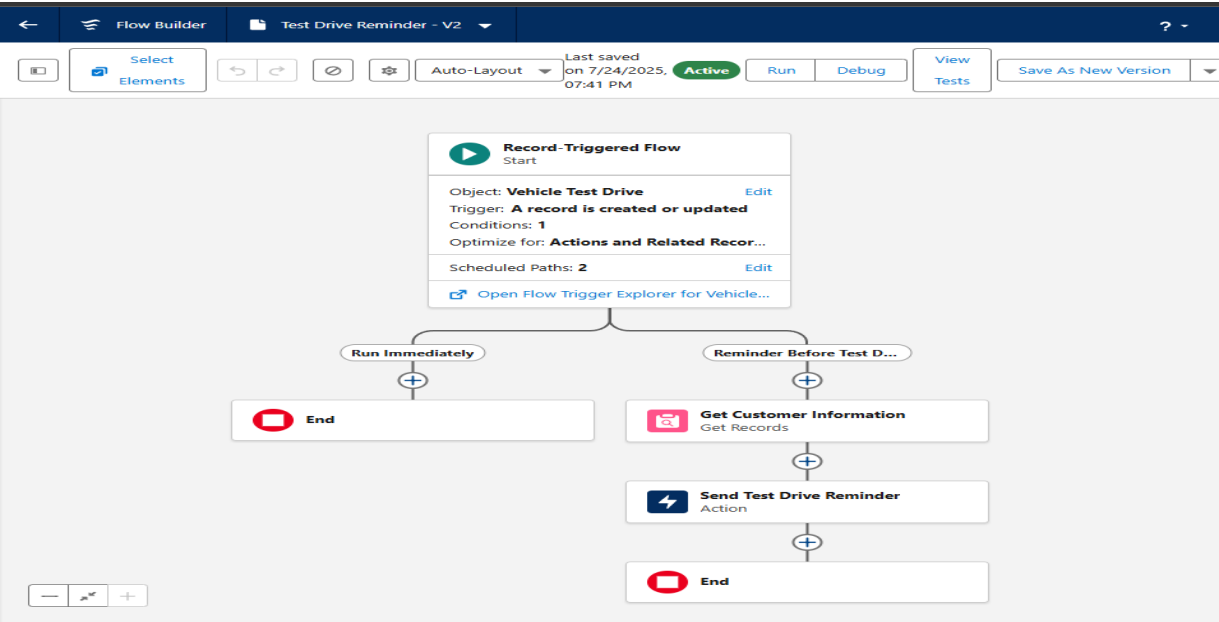 Flow Builder
Test Drive Reminder - V2
?
Select
Elements
Auto-Layout
Last saved
on 7/24/2025,
07:41 PM
Active
Run
Debug
View
Tests
Save As New Version
Record-Triggered Flow
Start
Object: Vehicle Test Drive Edit
Trigger: A record is created or updated
Conditions: 1
Optimize for: Actions and Related Recor...
Scheduled Paths: 2 Edit
Open Flow Trigger Explorer for Vehicle...
Run Immediately
Reminder Before Test D...
End
Get Customer Information
Get Records
Send Test Drive Reminder
Action
End